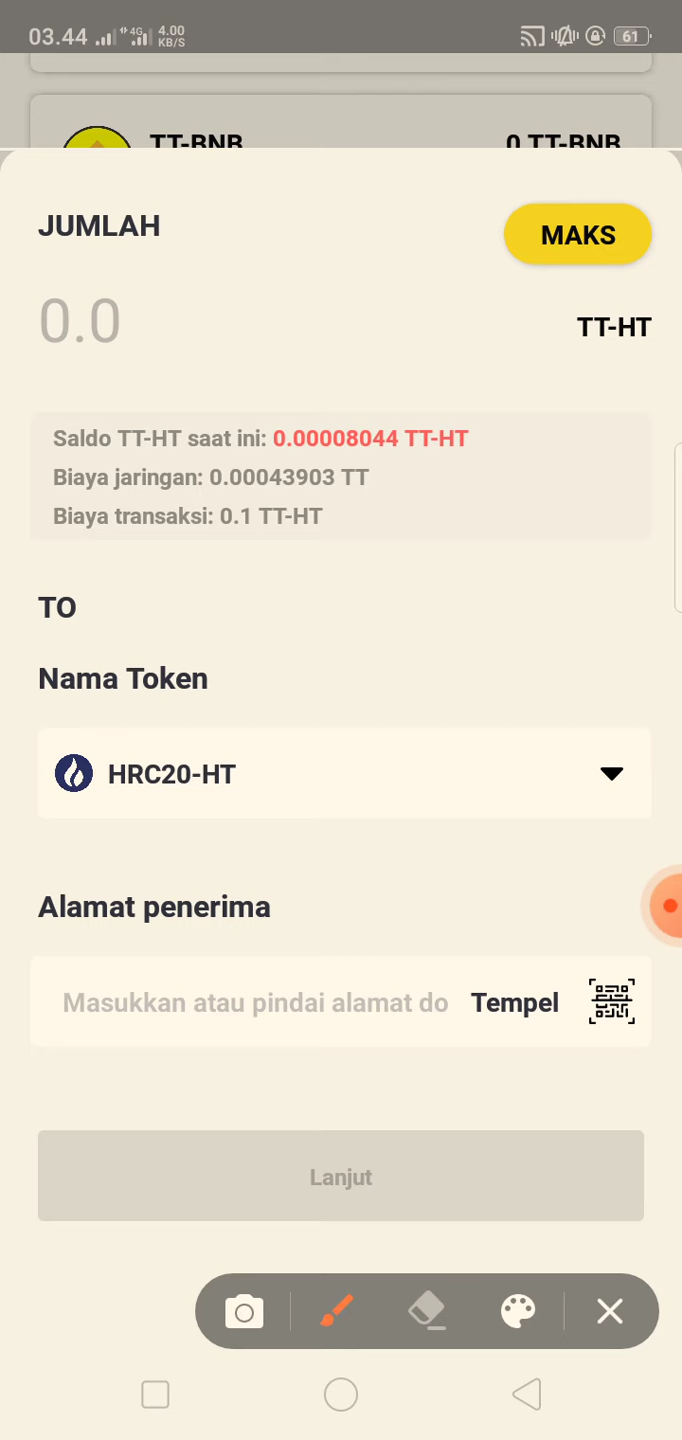 03.44 4G 4.00 KB/S 61
TT-BNB 0 TT-BNB
JUMLAH MAKS
0.0 TT-HT
Saldo TT-HT saat ini: 0.00008044 TT-HT
Biaya jaringan: 0.00043903 TT
Biaya transaksi: 0.1 TT-HT
TO
Nama Token
HRC20-HT
Alamat penerima
Masukkan atau pindai alamat do Tempel
Lanjut